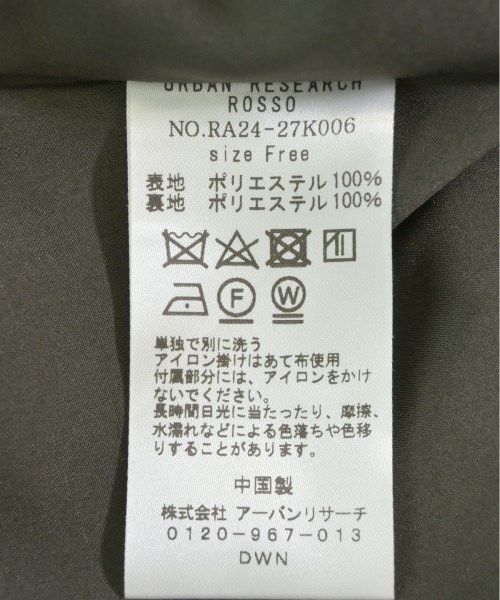 URBAN RESEARCH
ROSSO
NO.RA24-27K006
size Free
表地 ポリエステル 100%
裏地 ポリエステル 100%
F W
単独で別に洗う
アイロン掛けはあて布使用
付属部分には、アイロンをかけ
ないでください。
長時間日光に当たったり、摩擦、
水濡れなどによる色落ちや色移
りすることがあります。
中国製
株式会社 アーバンリサーチ
0120-967-013
DWN